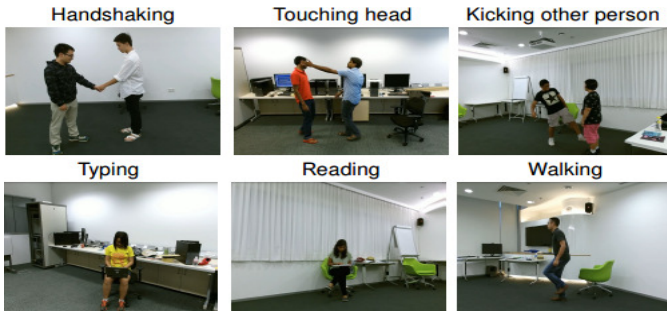 Handshaking
Touching head
Kicking other person
Typing
Reading
Walking